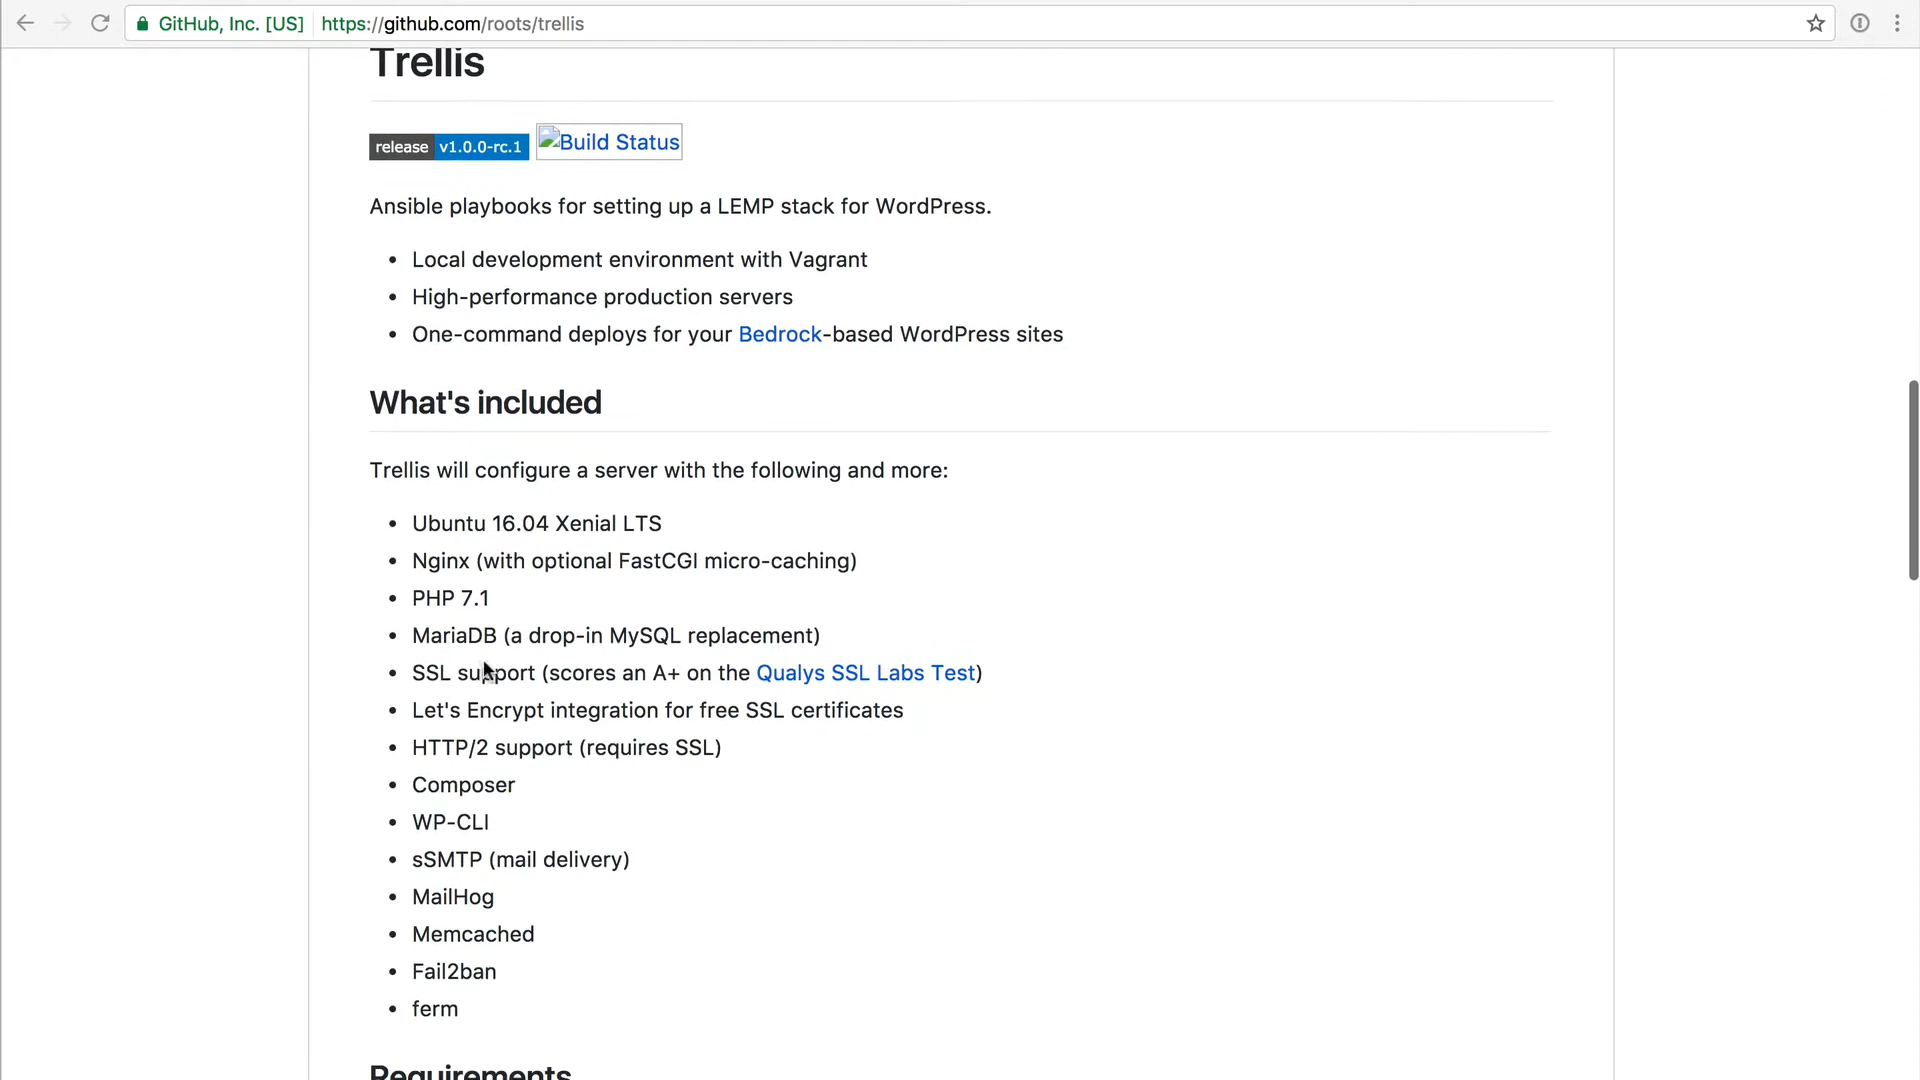 GitHub, Inc. [US] https://github.com/roots/trellis
Trellis
release v1.0.0-rc.1 Build Status
Ansible playbooks for setting up a LEMP stack for WordPress.
• Local development environment with Vagrant
• High-performance production servers
• One-command deploys for your Bedrock-based WordPress sites
What's included
Trellis will configure a server with the following and more:
• Ubuntu 16.04 Xenial LTS
• Nginx (with optional FastCGI micro-caching)
• PHP 7.1
• MariaDB (a drop-in MySQL replacement)
• SSL support (scores an A+ on the Qualys SSL Labs Test)
• Let's Encrypt integration for free SSL certificates
• HTTP/2 support (requires SSL)
• Composer
• WP-CLI
• sSMTP (mail delivery)
• MailHog
• Memcached
• Fail2ban
• ferm
Requirements